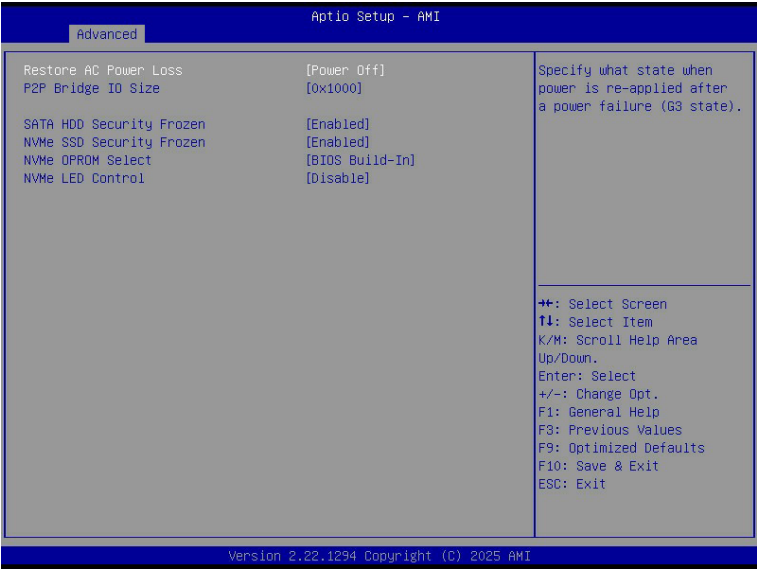 Aptio Setup – AMI
Advanced
Restore AC Power Loss [Power Off]
P2P Bridge IO Size [0x1000]
SATA HDD Security Frozen [Enabled]
NVMe SSD Security Frozen [Enabled]
NVMe OPROM Select [BIOS Build-In]
NVMe LED Control [Disable]
Specify what state when
power is re-applied after
a power failure (G3 state).
→←: Select Screen
↑↓: Select Item
K/M: Scroll Help Area
Up/Down.
Enter: Select
+/-: Change Opt.
F1: General Help
F3: Previous Values
F9: Optimized Defaults
F10: Save & Exit
ESC: Exit
Version 2.22.1294 Copyright (C) 2025 AMI